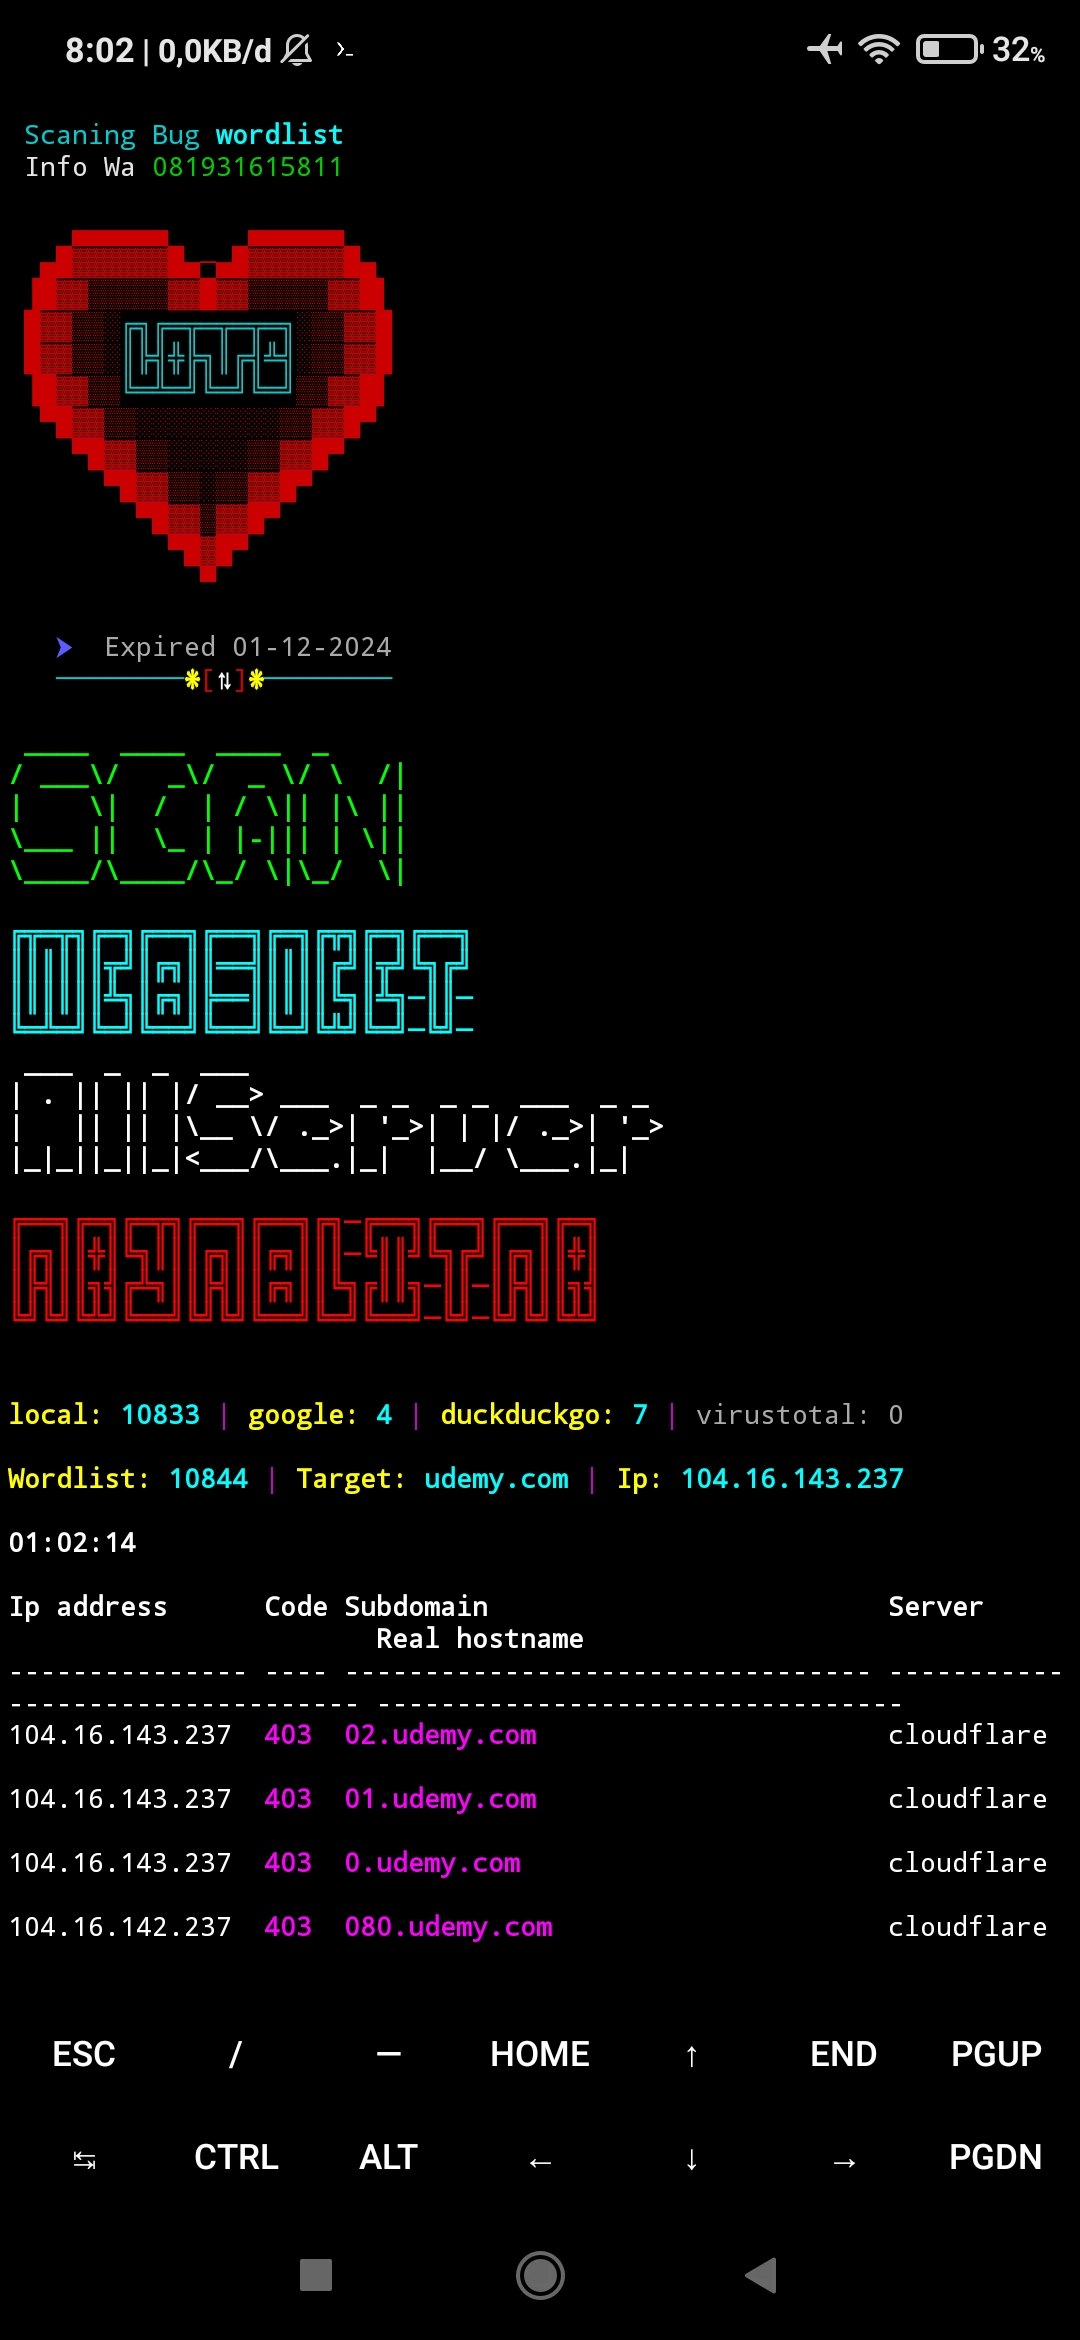 8:02 | 0,0KB/d 32%
Scaning Bug wordlist
Info Wa 081931615811
Expired 01-12-2024
[⇅]
SCAN
AllServer
local: 10833 | google: 4 | duckduckgo: 7 | virustotal: 0
Wordlist: 10844 | Target: udemy.com | Ip: 104.16.143.237
01:02:14
Ip address Code Subdomain Server
Real hostname
--------------- ---- --------------------------------- -----------
---------------------- ---------------------------------
104.16.143.237 403 02.udemy.com cloudflare
104.16.143.237 403 01.udemy.com cloudflare
104.16.143.237 403 0.udemy.com cloudflare
104.16.142.237 403 080.udemy.com cloudflare
ESC / — HOME ↑ END PGUP
↹ CTRL ALT ← ↓ → PGDN